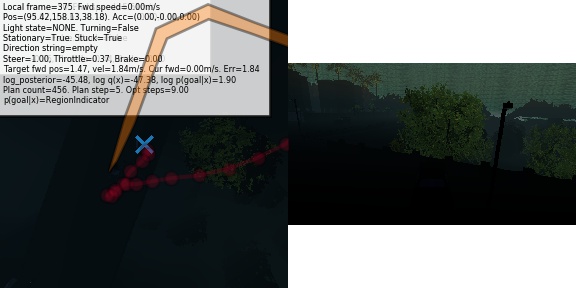 Local frame=375: Fwd speed=0.00m/s
Pos=(95.42,158.13,38.18). Acc=(0.00,-0.00,0.00)
Light state=NONE. Turning=False
Stationary=True. Stuck=True
Direction string=empty
Steer=1.00, Throttle=0.37, Brake=0.00
Target fwd pos=1.47, vel=1.84m/s. Cur fwd=0.00m/s. Err=1.84
log_posterior=-45.48, log q(x)=-47.38, log p(goal|x)=1.90
Plan count=456. Plan step=5. Opt steps=9.00
p(goal|x)=RegionIndicator